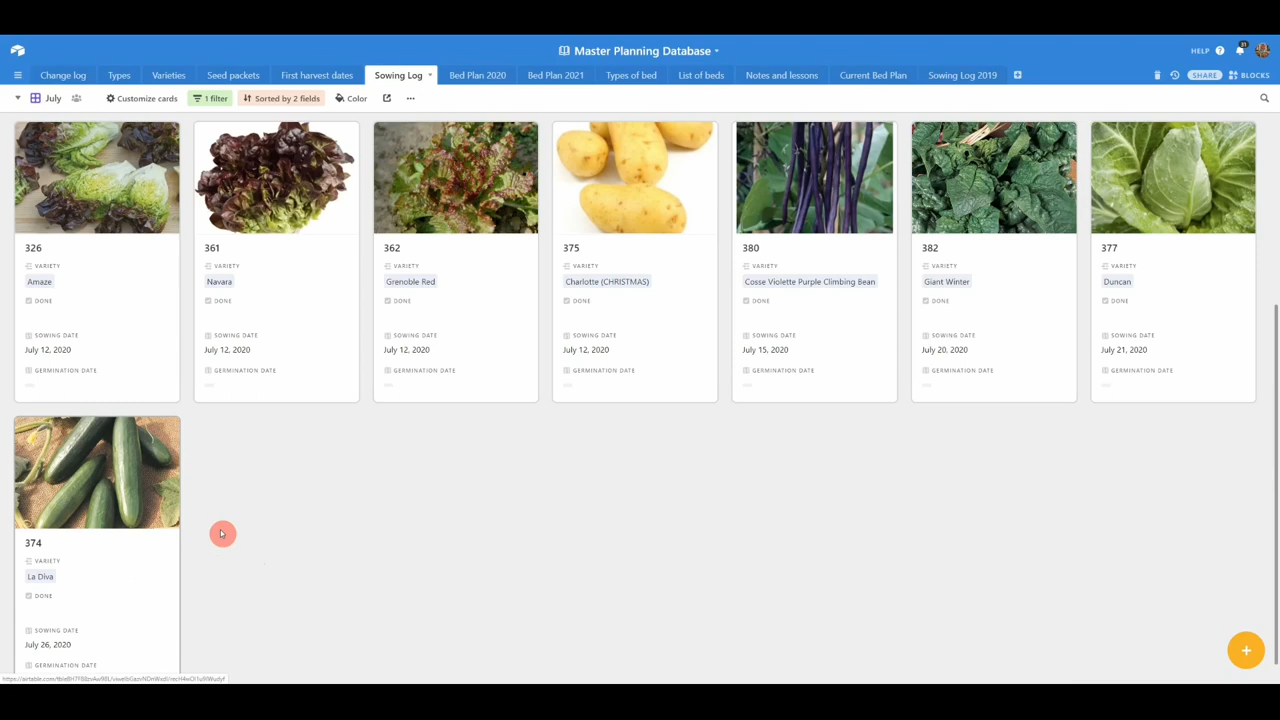 Master Planning Database
HELP
31
Change log
Types
Varieties
Seed packets
First harvest dates
Sowing Log
Bed Plan 2020
Bed Plan 2021
Types of bed
List of beds
Notes and lessons
Current Bed Plan
Sowing Log 2019
SHARE
BLOCKS
July
Customize cards
1 filter
Sorted by 2 fields
Color
326
VARIETY
Amaze
DONE
SOWING DATE
July 12, 2020
GERMINATION DATE
361
VARIETY
Navara
DONE
SOWING DATE
July 12, 2020
GERMINATION DATE
362
VARIETY
Grenoble Red
DONE
SOWING DATE
July 12, 2020
GERMINATION DATE
375
VARIETY
Charlotte (CHRISTMAS)
DONE
SOWING DATE
July 12, 2020
GERMINATION DATE
380
VARIETY
Cosse Violette Purple Climbing Bean
DONE
SOWING DATE
July 15, 2020
GERMINATION DATE
382
VARIETY
Giant Winter
DONE
SOWING DATE
July 20, 2020
GERMINATION DATE
377
VARIETY
Duncan
DONE
SOWING DATE
July 21, 2020
GERMINATION DATE
374
VARIETY
La Diva
DONE
SOWING DATE
July 26, 2020
GERMINATION DATE